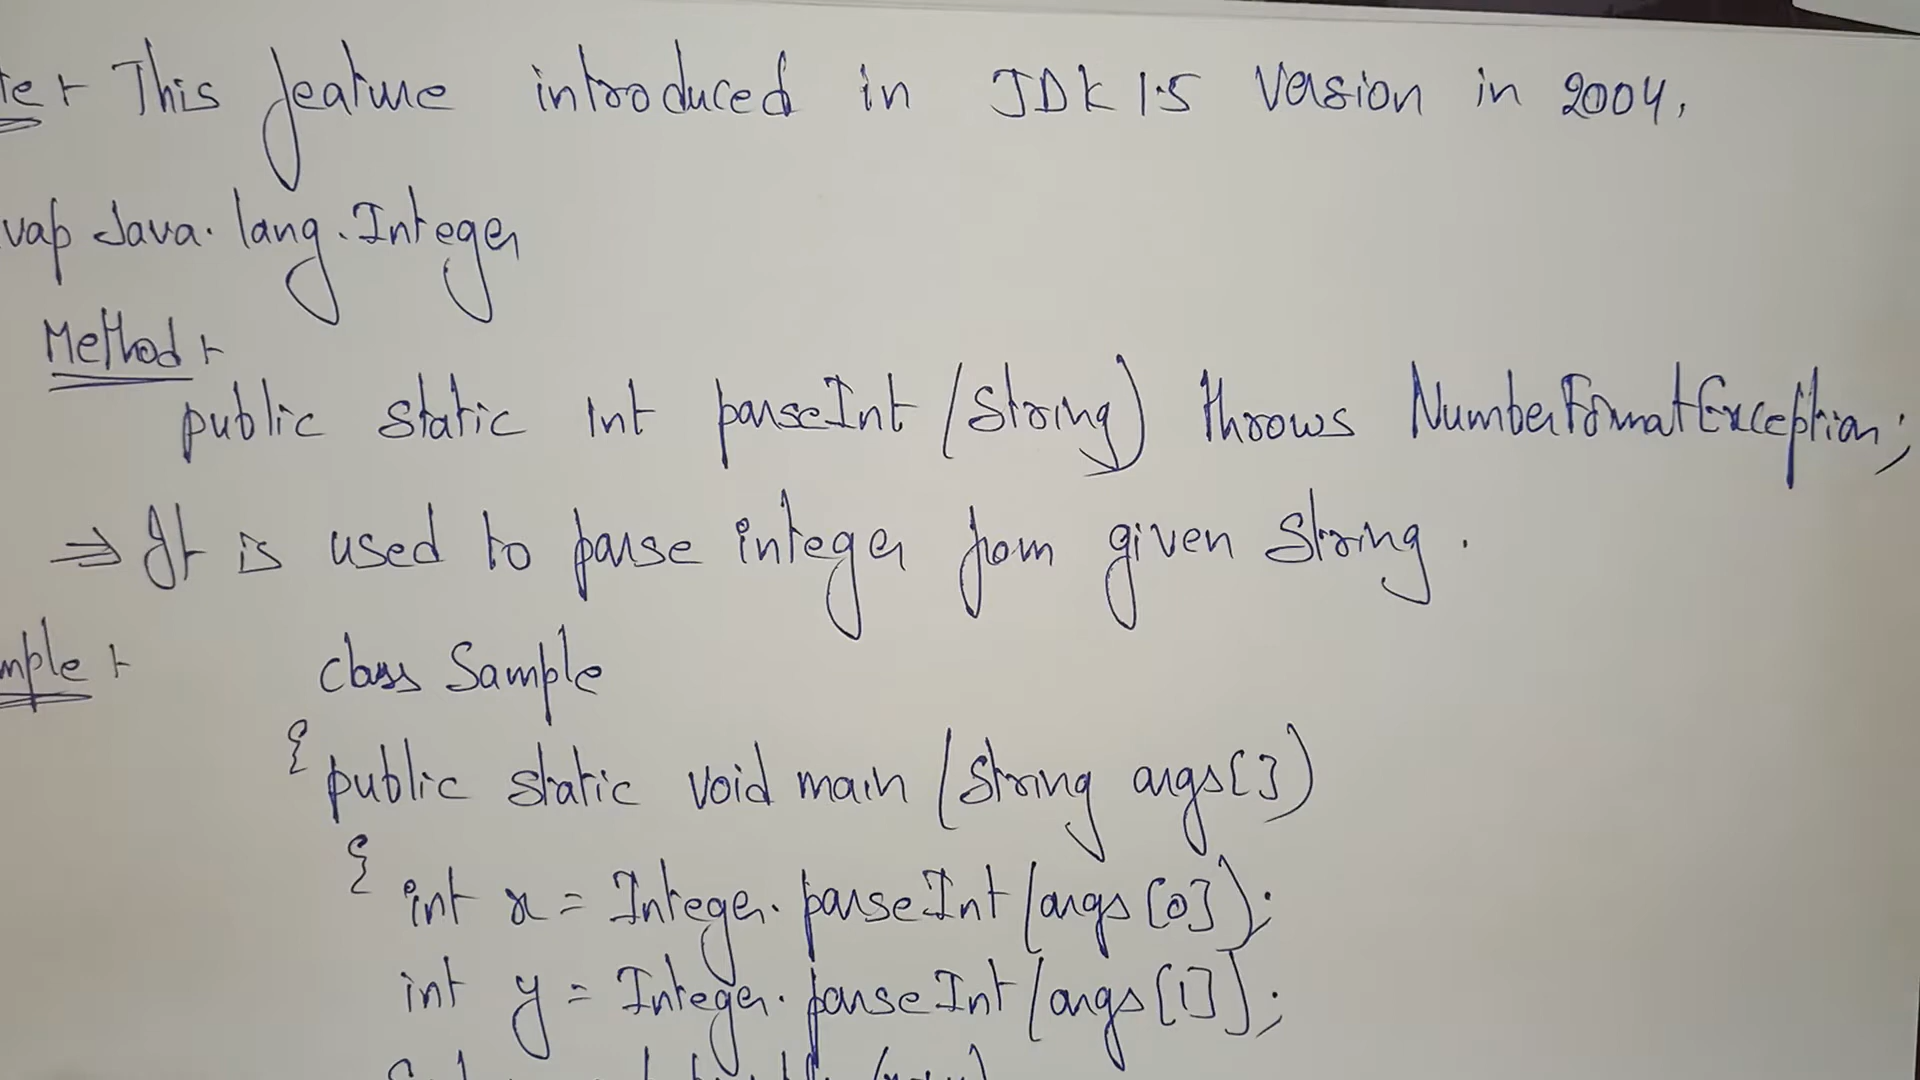 This feature introduced in JDK 1.5 Version in 2004.
Java.lang.Integer
Method :-
public static int parseInt (String) throws NumberFormatException;
⇒ It is used to parse integer from given String.
class Sample
{ public static void main (String args[])
{ int x = Integer.parseInt (args[0]);
int y = Integer.parseInt (args[1]);